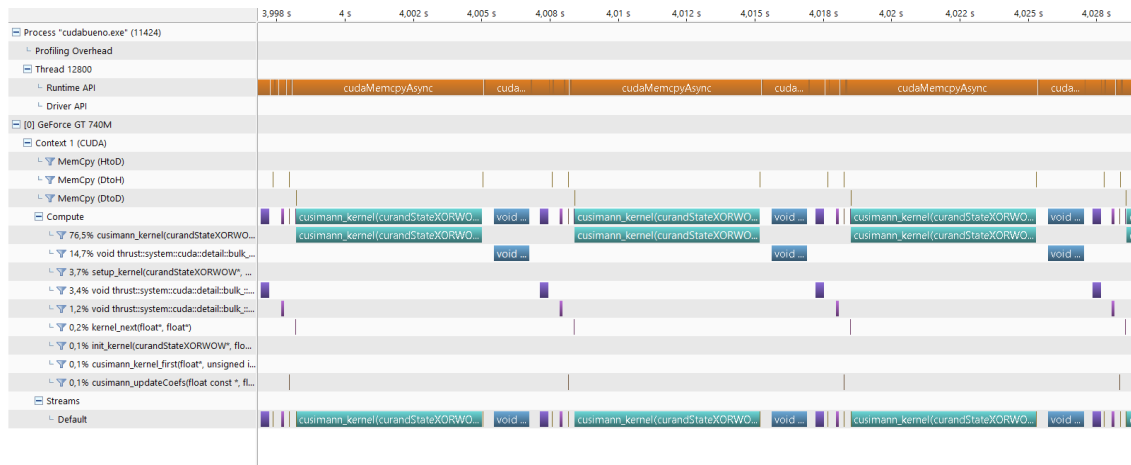 3,998 s 4 s 4,002 s 4,005 s 4,008 s 4,01 s 4,012 s 4,015 s 4,018 s 4,02 s 4,022 s 4,025 s 4,028 s
Process "cudabueno.exe" (11424)
Profiling Overhead
Thread 12800
Runtime API cudaMemcpyAsync cuda... cudaMemcpyAsync cuda... cudaMemcpyAsync cuda...
Driver API
[0] GeForce GT 740M
Context 1 (CUDA)
MemCpy (HtoD)
MemCpy (DtoH)
MemCpy (DtoD)
Compute cusimann_kernel(curandStateXORWO... void ... cusimann_kernel(curandStateXORWO... void ... cusimann_kernel(curandStateXORWO... void ...
76,5% cusimann_kernel(curandStateXORWO... cusimann_kernel(curandStateXORWO... cusimann_kernel(curandStateXORWO... cusimann_kernel(curandStateXORWO...
14,7% void thrust::system::cuda::detail::bulk_... void ... void ... void ...
3,7% setup_kernel(curandStateXORWOW*, ...
3,4% void thrust::system::cuda::detail::bulk_::...
1,2% void thrust::system::cuda::detail::bulk_::...
0,2% kernel_next(float*, float*)
0,1% init_kernel(curandStateXORWOW*, flo...
0,1% cusimann_kernel_first(float*, unsigned i...
0,1% cusimann_updateCoefs(float const *, fl...
Streams
Default cusimann_kernel(curandStateXORWO... void ... cusimann_kernel(curandStateXORWO... void ... cusimann_kernel(curandStateXORWO... void ...